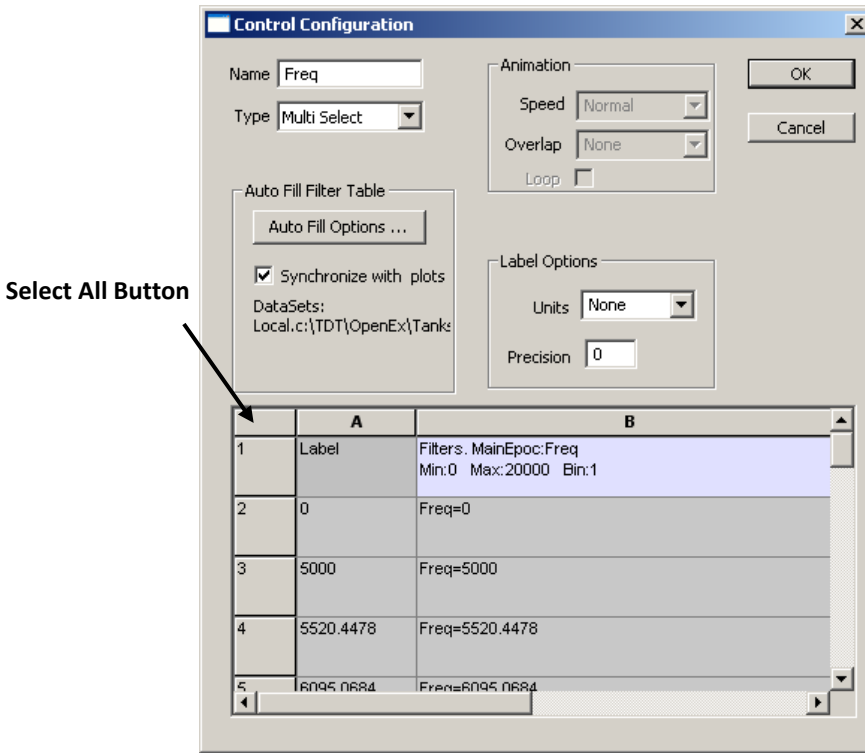 Control Configuration
Name Freq
Type Multi Select
Animation
Speed Normal
Overlap None
Loop
OK
Cancel
Auto Fill Filter Table
Auto Fill Options ...
Synchronize with plots
DataSets:
Local.c:\TDT\OpenEx\Tanks
Label Options
Units None
Precision 0
Select All Button
A B
1 Label Filters. MainEpoc:Freq
Min:0 Max:20000 Bin:1
2 0 Freq=0
3 5000 Freq=5000
4 5520.4478 Freq=5520.4478
5 6095.0684 Freq=6095.0684